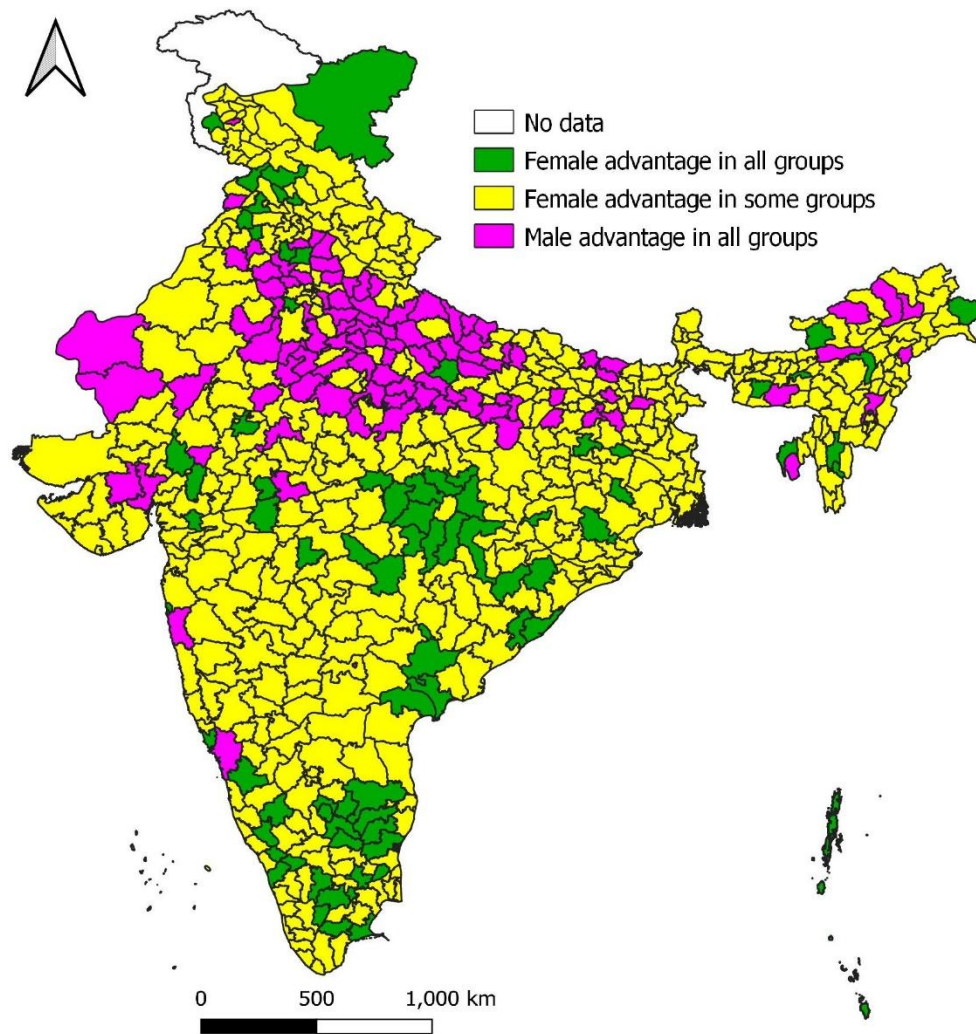 No data
Female advantage in all groups
Female advantage in some groups
Male advantage in all groups
0 500 1,000 km